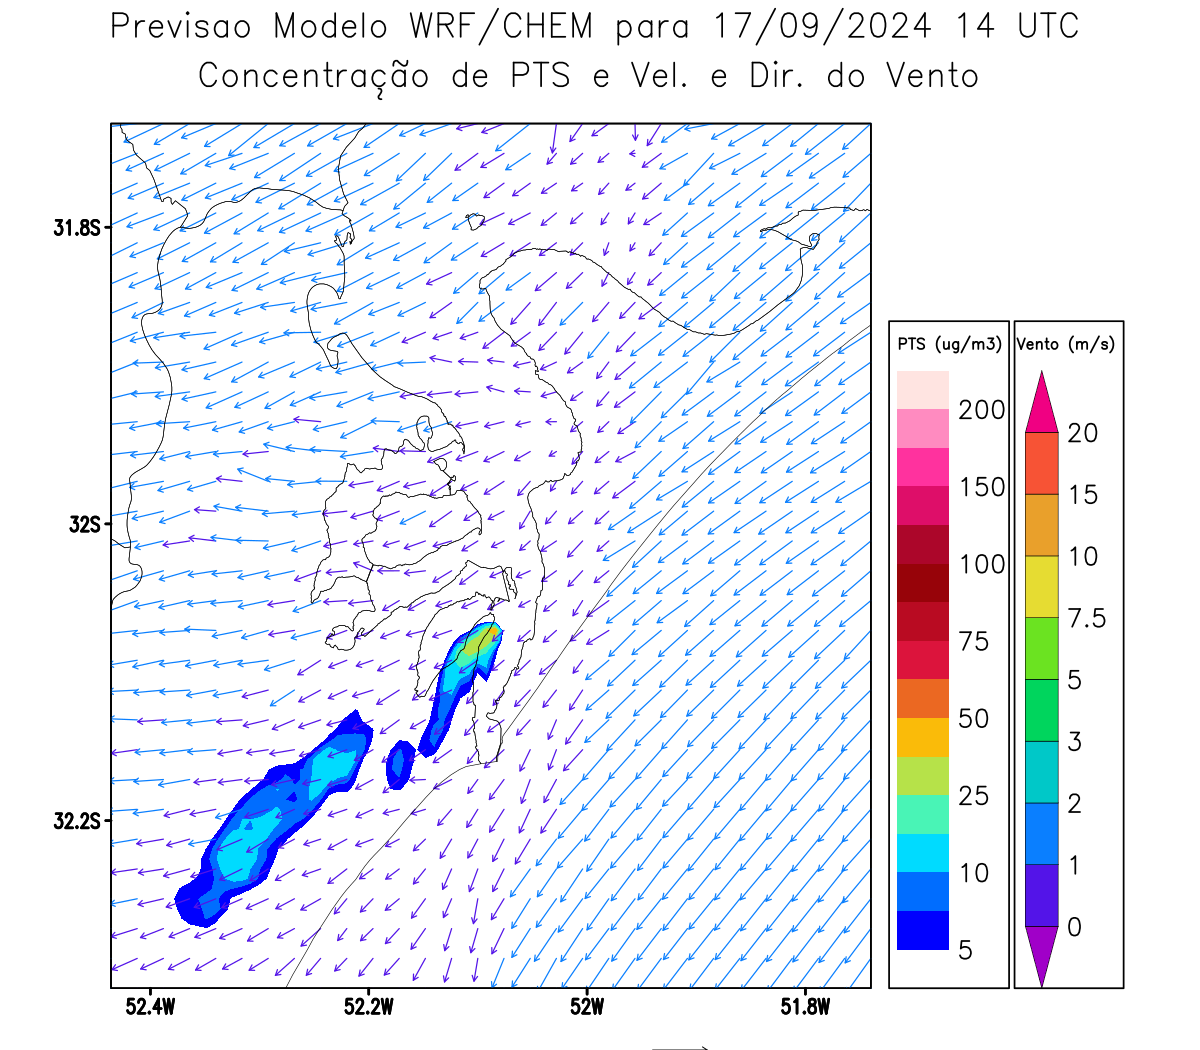 Previsao Modelo WRF/CHEM para 17/09/2024 14 UTC
Concentração de PTS e Vel. e Dir. do Vento
31.8S
32S
32.2S
52.4W
52.2W
52W
51.8W
PTS (ug/m3)
200
150
100
75
50
25
10
5
Vento (m/s)
20
15
10
7.5
5
3
2
1
0